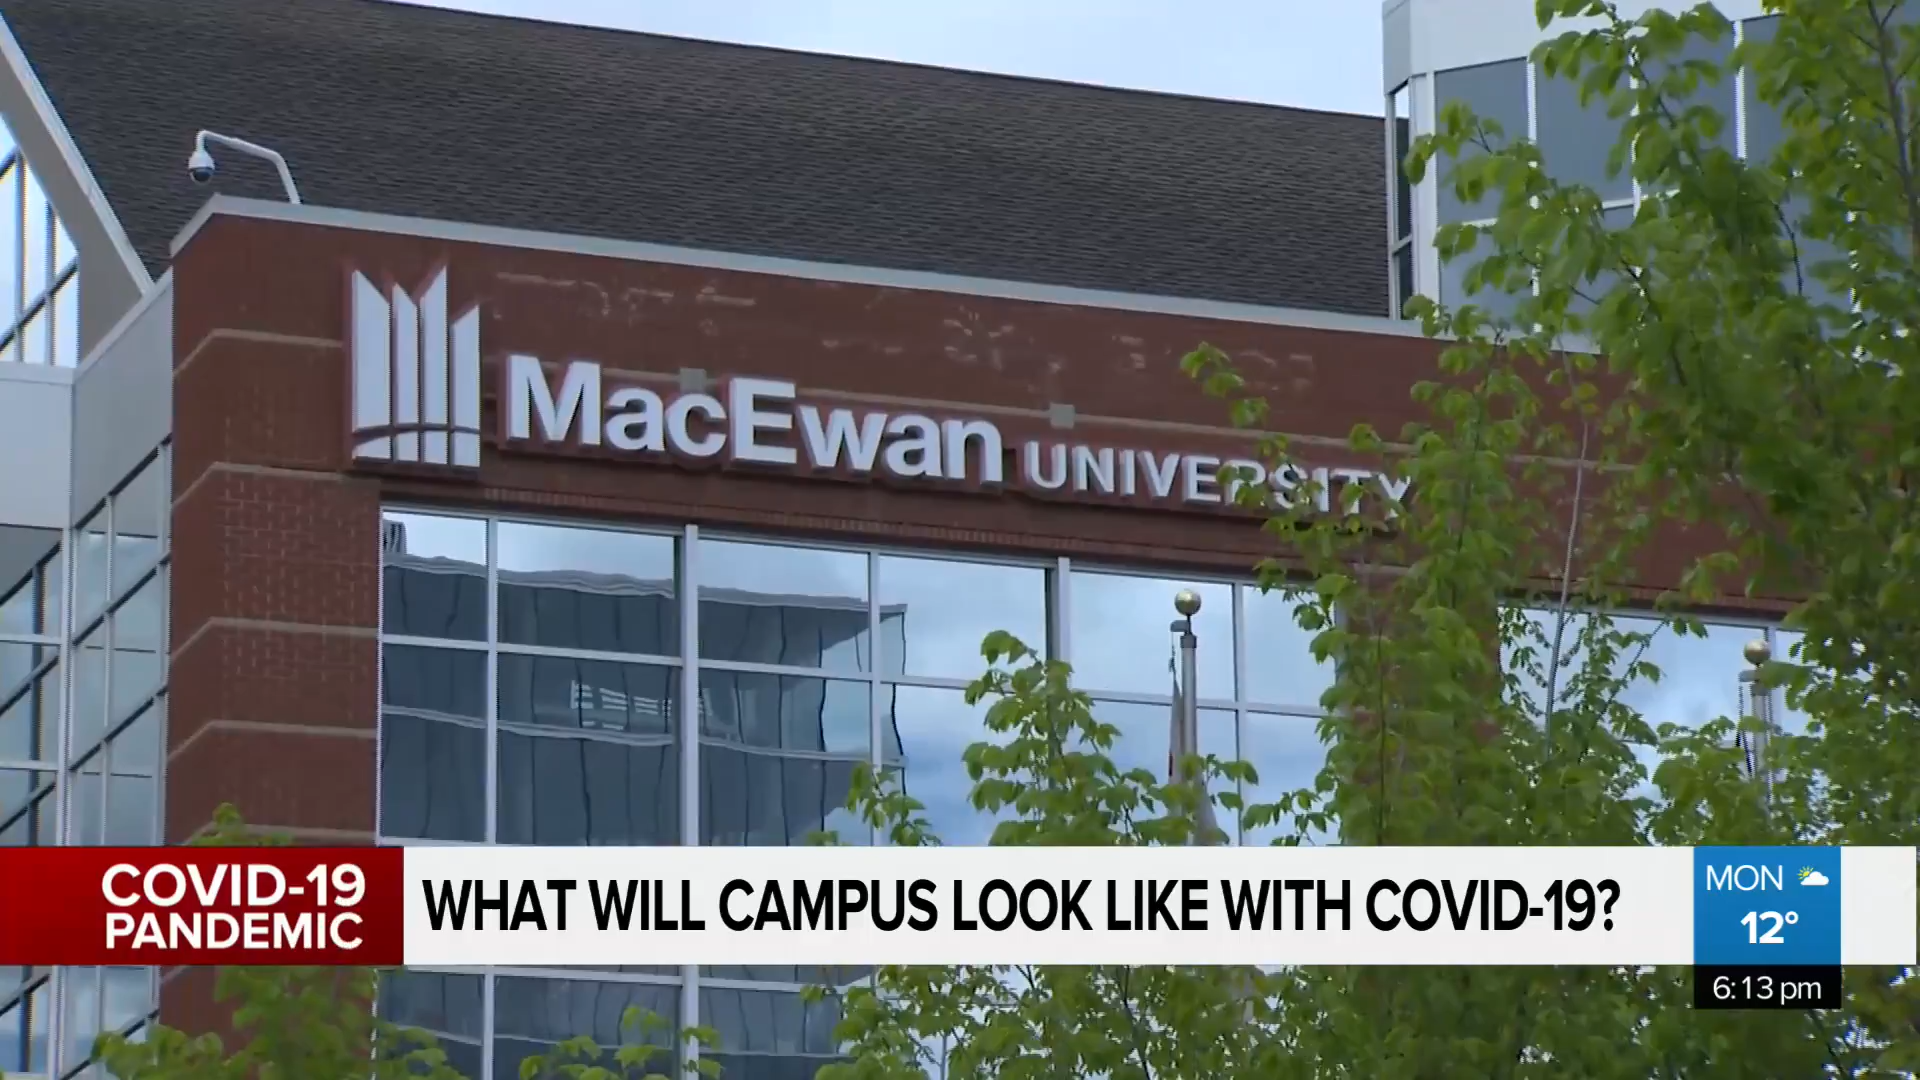 MacEwan UNIVERSITY
COVID-19
PANDEMIC
WHAT WILL CAMPUS LOOK LIKE WITH COVID-19?
MON
12°
6:13 pm